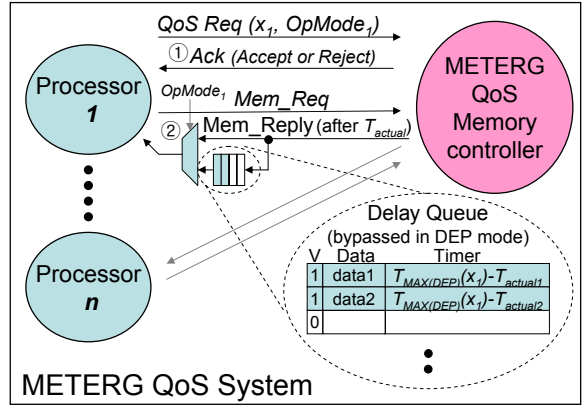 QoS Req (x1, OpMode1)
① Ack (Accept or Reject)
Processor
1
METERG
QoS
Memory
controller
OpMode1
Mem_Req
②
Mem_Reply (after Tactual)
Processor
n
Delay Queue
(bypassed in DEP mode)
V Data Timer
1 data1 TMAX(DEP)(x1)-Tactual1
1 data2 TMAX(DEP)(x1)-Tactual2
0
METERG QoS System